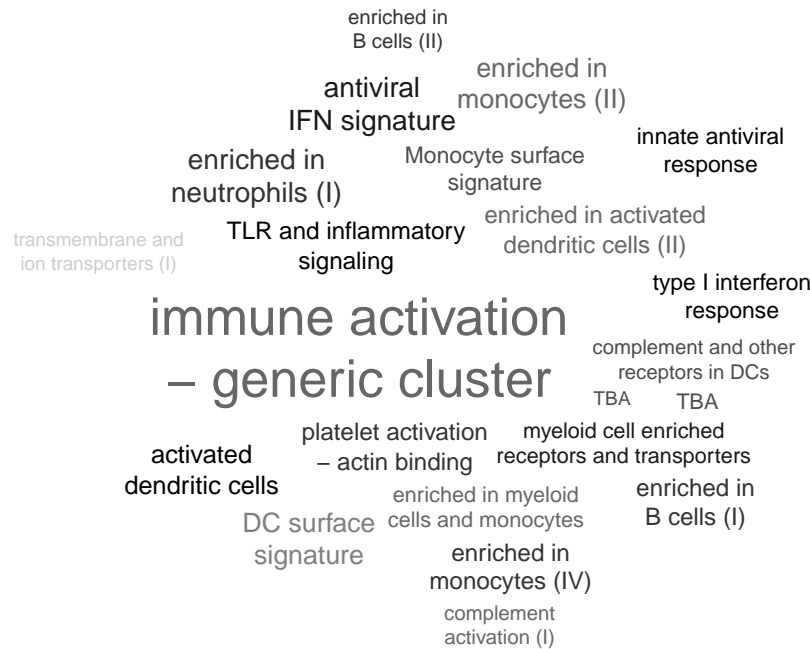 enriched in
B cells (II)
antiviral
IFN signature
enriched in
monocytes (II)
innate antiviral
response
enriched in
neutrophils (I)
Monocyte surface
signature
transmembrane and
ion transporters (I)
TLR and inflammatory
signaling
enriched in activated
dendritic cells (II)
type I interferon
response
immune activation
– generic cluster
complement and other
receptors in DCs
TBA
TBA
activated
dendritic cells
platelet activation
– actin binding
myeloid cell enriched
receptors and transporters
DC surface
signature
enriched in myeloid
cells and monocytes
enriched in
B cells (I)
enriched in
monocytes (IV)
complement
activation (I)